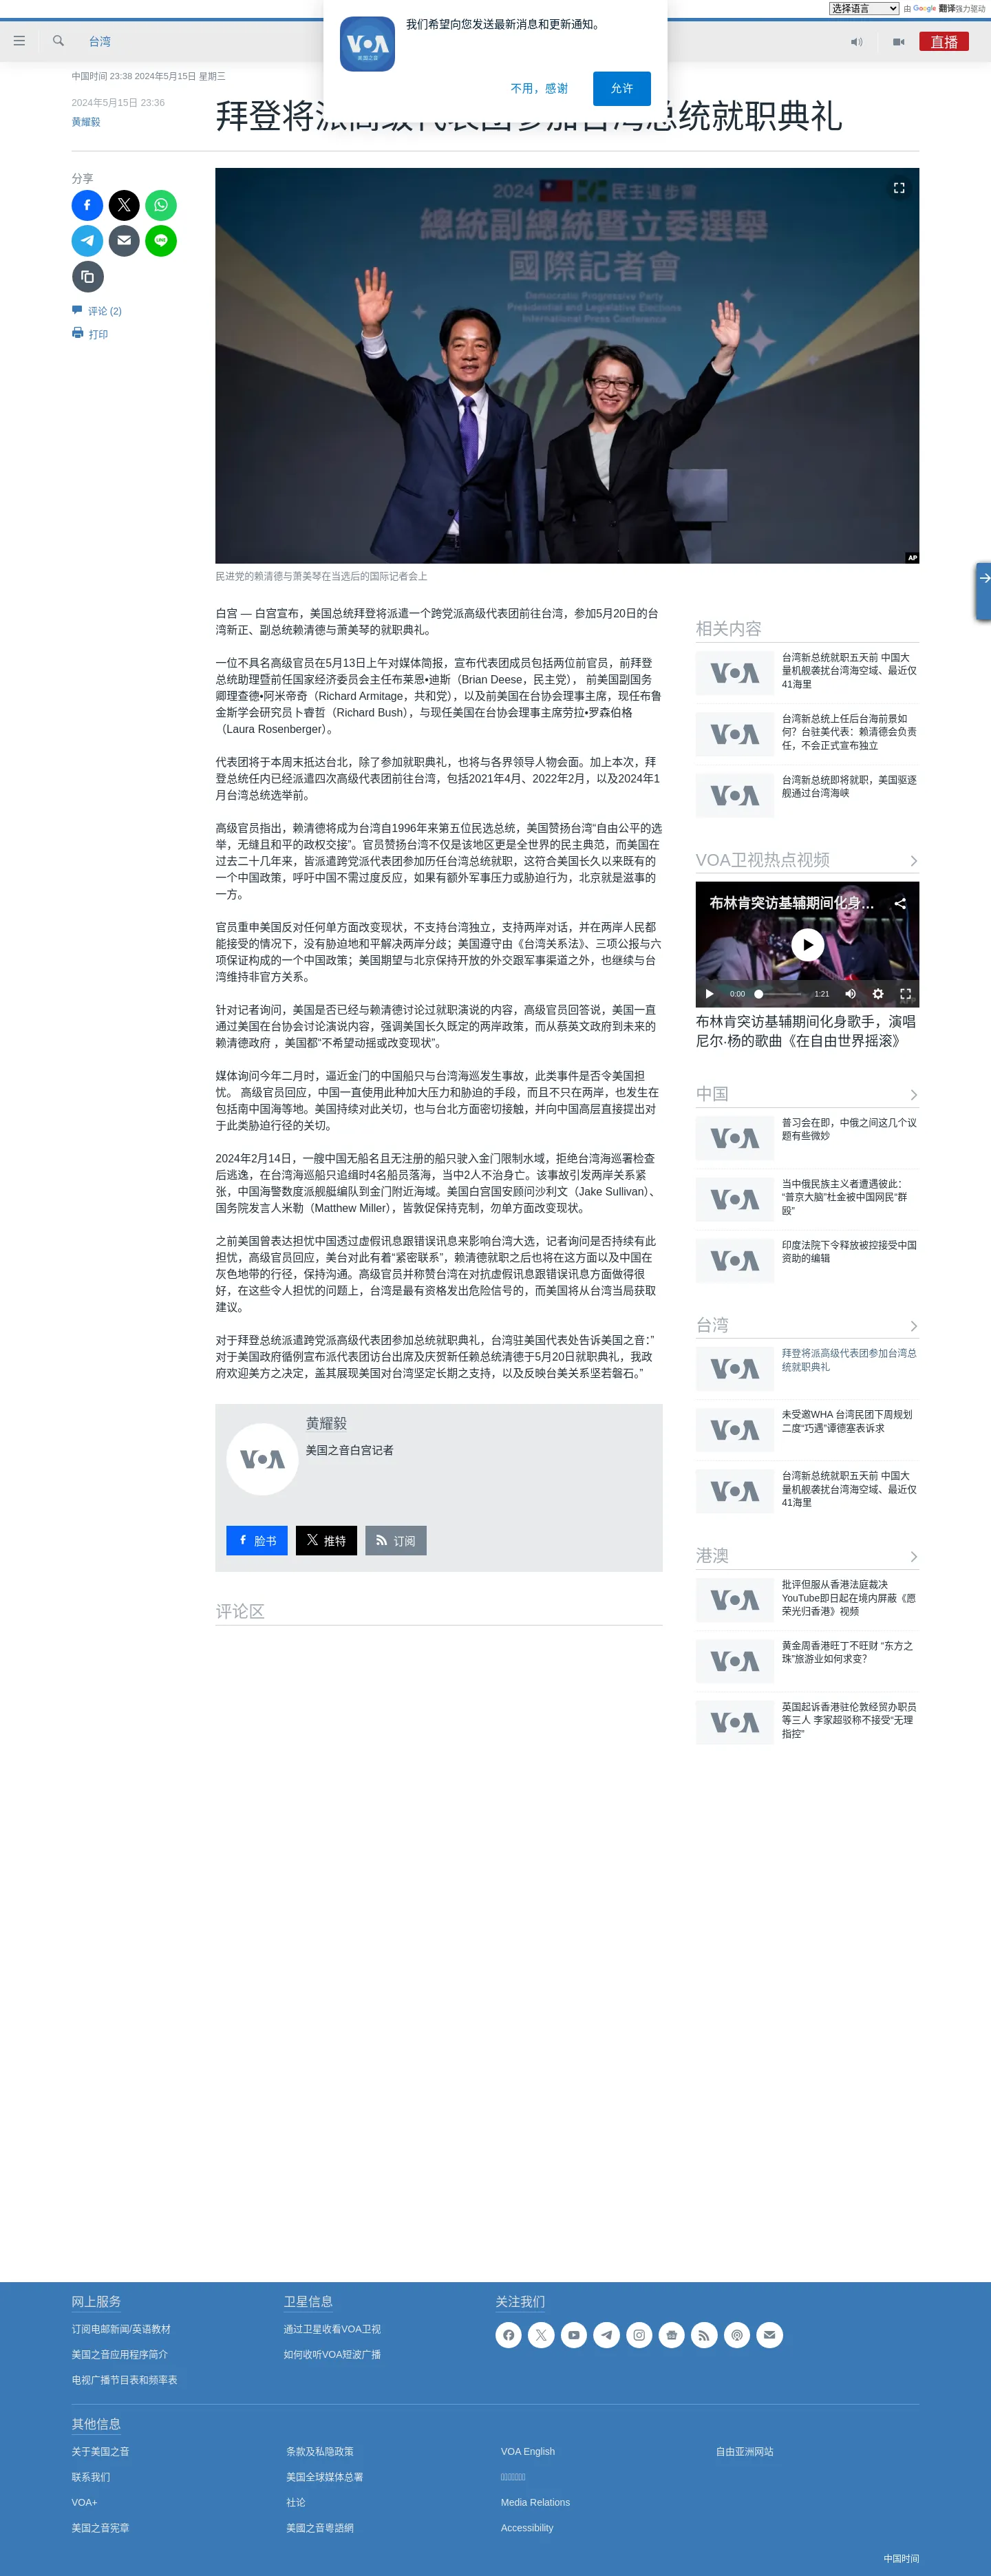 选择语言 由 Google 翻译强力驱动
台湾
直播
我们希望向您发送最新消息和更新通知。
不用，感谢
允许
VOA
美国之音
中国时间 23:38 2024年5月15日 星期三
2024年5月15日 23:36
黄耀毅
拜登将派高级代表团参加台湾总统就职典礼
分享
评论 (2)
打印
2024 民主進步黨
總統副總統及立委選舉
國際記者會
Democratic Progressive Party
Presidential and Legislative Elections
International Press Conference
AP
民进党的赖清德与萧美琴在当选后的国际记者会上
白宫 — 白宫宣布，美国总统拜登将派遣一个跨党派高级代表团前往台湾，参加5月20日的台
湾新正、副总统赖清德与萧美琴的就职典礼。
一位不具名高级官员在5月13日上午对媒体简报，宣布代表团成员包括两位前官员，前拜登
总统助理暨前任国家经济委员会主任布莱恩•迪斯（Brian Deese，民主党）， 前美国副国务
卿理查德•阿米帝奇（Richard Armitage，共和党），以及前美国在台协会理事主席，现任布鲁
金斯学会研究员卜睿哲（Richard Bush），与现任美国在台协会理事主席劳拉•罗森伯格
（Laura Rosenberger）。
代表团将于本周末抵达台北，除了参加就职典礼，也将与各界领导人物会面。加上本次，拜
登总统任内已经派遣四次高级代表团前往台湾，包括2021年4月、2022年2月，以及2024年1
月台湾总统选举前。
高级官员指出，赖清德将成为台湾自1996年来第五位民选总统，美国赞扬台湾“自由公平的选
举，无缝且和平的政权交接”。官员赞扬台湾不仅是该地区更是全世界的民主典范，而美国在
过去二十几年来，皆派遣跨党派代表团参加历任台湾总统就职，这符合美国长久以来既有的
一个中国政策，呼吁中国不需过度反应，如果有额外军事压力或胁迫行为，北京就是滋事的
一方。
官员重申美国反对任何单方面改变现状，不支持台湾独立，支持两岸对话，并在两岸人民都
能接受的情况下，没有胁迫地和平解决两岸分歧；美国遵守由《台湾关系法》、三项公报与六
项保证构成的一个中国政策；美国期望与北京保持开放的外交跟军事渠道之外，也继续与台
湾维持非官方关系。
针对记者询问，美国是否已经与赖清德讨论过就职演说的内容，高级官员回答说，美国一直
通过美国在台协会讨论演说内容，强调美国长久既定的两岸政策，而从蔡英文政府到未来的
赖清德政府 ，美国都“不希望动摇或改变现状”。
媒体询问今年二月时，逼近金门的中国船只与台湾海巡发生事故，此类事件是否令美国担
忧。 高级官员回应，中国一直使用此种加大压力和胁迫的手段，而且不只在两岸，也发生在
包括南中国海等地。美国持续对此关切，也与台北方面密切接触，并向中国高层直接提出对
于此类胁迫行径的关切。
2024年2月14日，一艘中国无船名且无注册的船只驶入金门限制水域，拒绝台湾海巡署检查
后逃逸，在台湾海巡船只追缉时4名船员落海，当中2人不治身亡。该事故引发两岸关系紧
张，中国海警数度派舰艇编队到金门附近海域。美国白宫国安顾问沙利文（Jake Sullivan）、
国务院发言人米勒（Matthew Miller），皆敦促保持克制，勿单方面改变现状。
之前美国曾表达担忧中国透过虚假讯息跟错误讯息来影响台湾大选，记者询问是否持续有此
担忧，高级官员回应，美台对此有着“紧密联系”，赖清德就职之后也将在这方面以及中国在
灰色地带的行径，保持沟通。高级官员并称赞台湾在对抗虚假讯息跟错误讯息方面做得很
好，在这些令人担忧的问题上，台湾是最有资格发出危险信号的，而美国将从台湾当局获取
建议。
对于拜登总统派遣跨党派高级代表团参加总统就职典礼，台湾驻美国代表处告诉美国之音：”
对于美国政府循例宣布派代表团访台出席及庆贺新任赖总统清德于5月20日就职典礼，我政
府欢迎美方之决定，盖其展现美国对台湾坚定长期之支持，以及反映台美关系坚若磐石。”
VOA
黄耀毅
美国之音白宫记者
脸书
推特
订阅
评论区
相关内容
VOA
台湾新总统就职五天前 中国大
量机舰袭扰台湾海空域、最近仅
41海里
VOA
台湾新总统上任后台海前景如
何？台驻美代表：赖清德会负责
任，不会正式宣布独立
VOA
台湾新总统即将就职，美国驱逐
舰通过台湾海峡
VOA卫视热点视频
布林肯突访基辅期间化身...
0:00
1:21
布林肯突访基辅期间化身歌手，演唱
尼尔·杨的歌曲《在自由世界摇滚》
中国
VOA
普习会在即，中俄之间这几个议
题有些微妙
VOA
当中俄民族主义者遭遇彼此：
“普京大脑”杜金被中国网民“群
殴”
VOA
印度法院下令释放被控接受中国
资助的编辑
台湾
VOA
拜登将派高级代表团参加台湾总
统就职典礼
VOA
未受邀WHA 台湾民团下周规划
二度“巧遇”谭德塞表诉求
VOA
台湾新总统就职五天前 中国大
量机舰袭扰台湾海空域、最近仅
41海里
港澳
VOA
批评但服从香港法庭裁决
YouTube即日起在境内屏蔽《愿
荣光归香港》视频
VOA
黄金周香港旺丁不旺财 “东方之
珠”旅游业如何求变？
VOA
英国起诉香港驻伦敦经贸办职员
等三人 李家超驳称不接受“无理
指控”
网上服务
订阅电邮新闻/英语教材
美国之音应用程序简介
电视广播节目表和频率表
卫星信息
通过卫星收看VOA卫视
如何收听VOA短波广播
关注我们
其他信息
关于美国之音
联系我们
VOA+
美国之音宪章
条款及私隐政策
美国全球媒体总署
社论
美國之音粵語網
VOA English
Media Relations
Accessibility
自由亚洲网站
中国时间